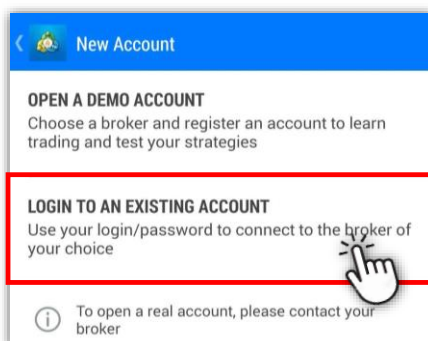 New Account
OPEN A DEMO ACCOUNT
Choose a broker and register an account to learn
trading and test your strategies
LOGIN TO AN EXISTING ACCOUNT
Use your login/password to connect to the broker of
your choice
To open a real account, please contact your
broker